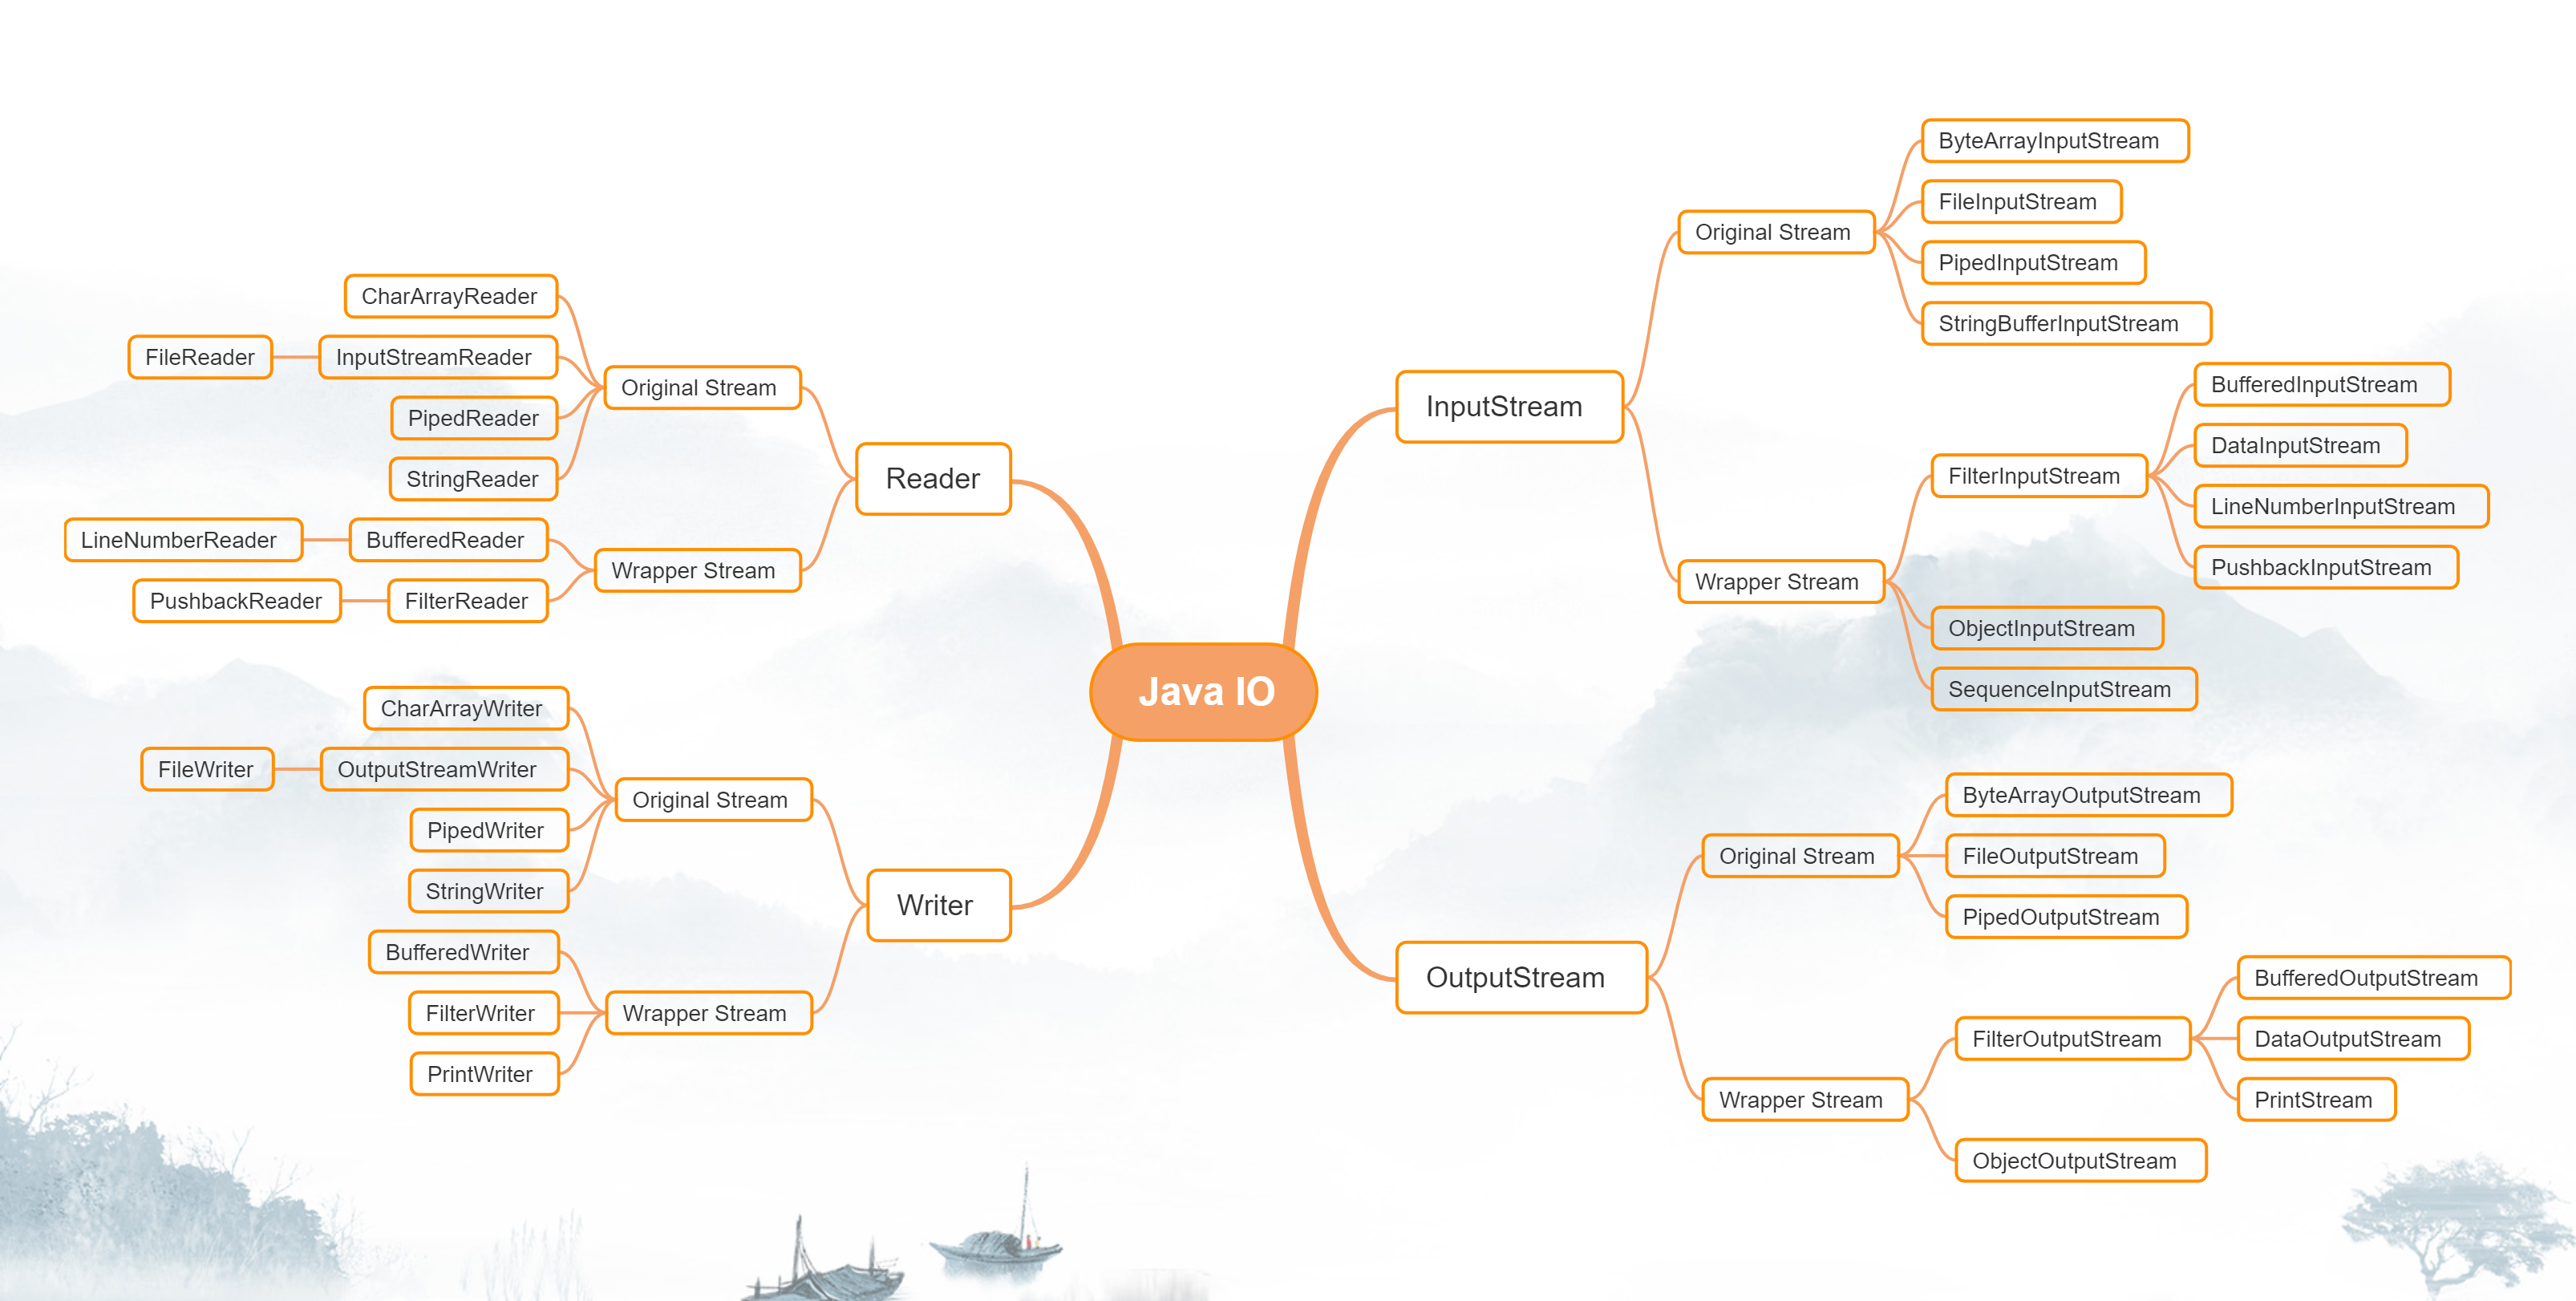 Java IO
Reader
Original Stream
CharArrayReader
InputStreamReader
FileReader
PipedReader
StringReader
Wrapper Stream
BufferedReader
LineNumberReader
FilterReader
PushbackReader
Writer
Original Stream
CharArrayWriter
OutputStreamWriter
FileWriter
PipedWriter
StringWriter
Wrapper Stream
BufferedWriter
FilterWriter
PrintWriter
InputStream
Original Stream
ByteArrayInputStream
FileInputStream
PipedInputStream
StringBufferInputStream
Wrapper Stream
FilterInputStream
BufferedInputStream
DataInputStream
LineNumberInputStream
PushbackInputStream
ObjectInputStream
SequenceInputStream
OutputStream
Original Stream
ByteArrayOutputStream
FileOutputStream
PipedOutputStream
Wrapper Stream
FilterOutputStream
BufferedOutputStream
DataOutputStream
PrintStream
ObjectOutputStream